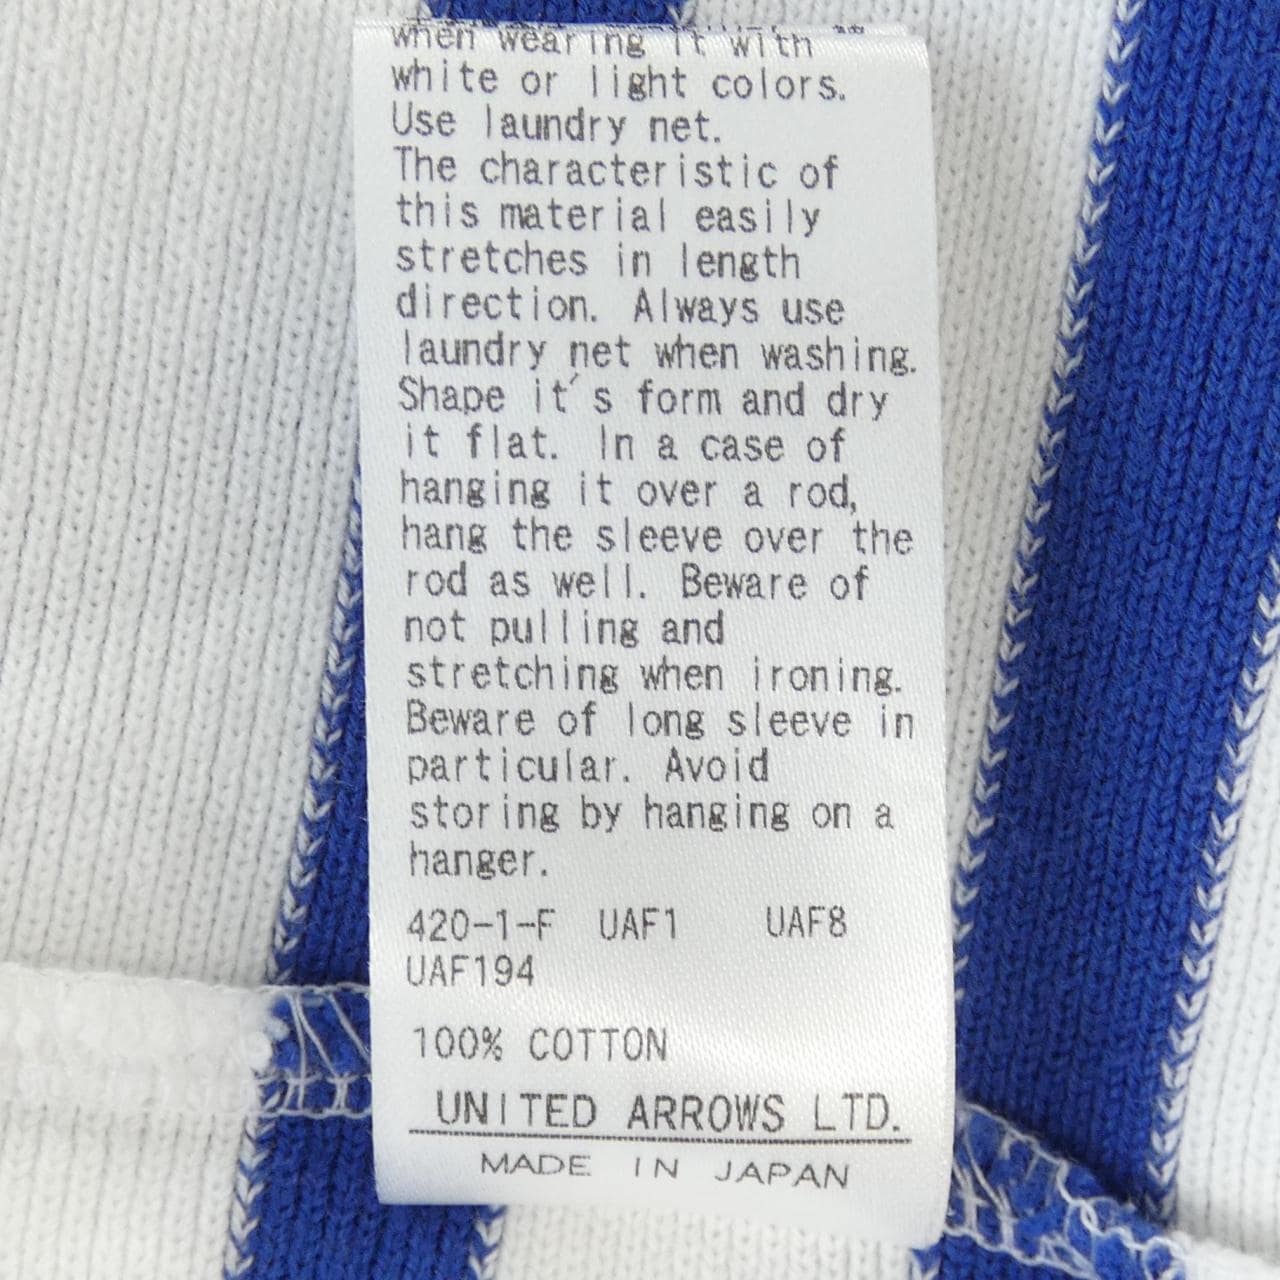 when wearing it with
white or light colors.
Use laundry net.
The characteristic of
this material easily
stretches in length
direction. Always use
laundry net when washing.
Shape it's form and dry
it flat. In a case of
hanging it over a rod,
hang the sleeve over the
rod as well. Beware of
not pulling and
stretching when ironing.
Beware of long sleeve in
particular. Avoid
storing by hanging on a
hanger.
420-1-F UAF1 UAF8
UAF194
100% COTTON
UNITED ARROWS LTD.
MADE IN JAPAN